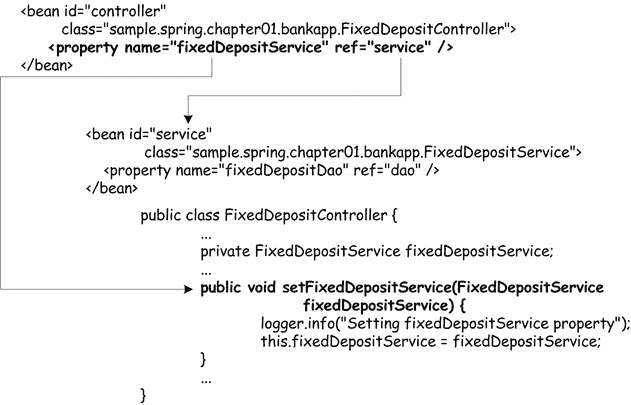 <bean id="controller"
class="sample.spring.chapter01.bankapp.FixedDepositController">
<property name="fixedDepositService" ref="service" />
</bean>
<bean id="service"
class="sample.spring.chapter01.bankapp.FixedDepositService">
<property name="fixedDepositDao" ref="dao" />
</bean>
public class FixedDepositController {
...
private FixedDepositService fixedDepositService;
...
public void setFixedDepositService(FixedDepositService
fixedDepositService) {
logger.info("Setting fixedDepositService property");
this.fixedDepositService = fixedDepositService;
}
...
}